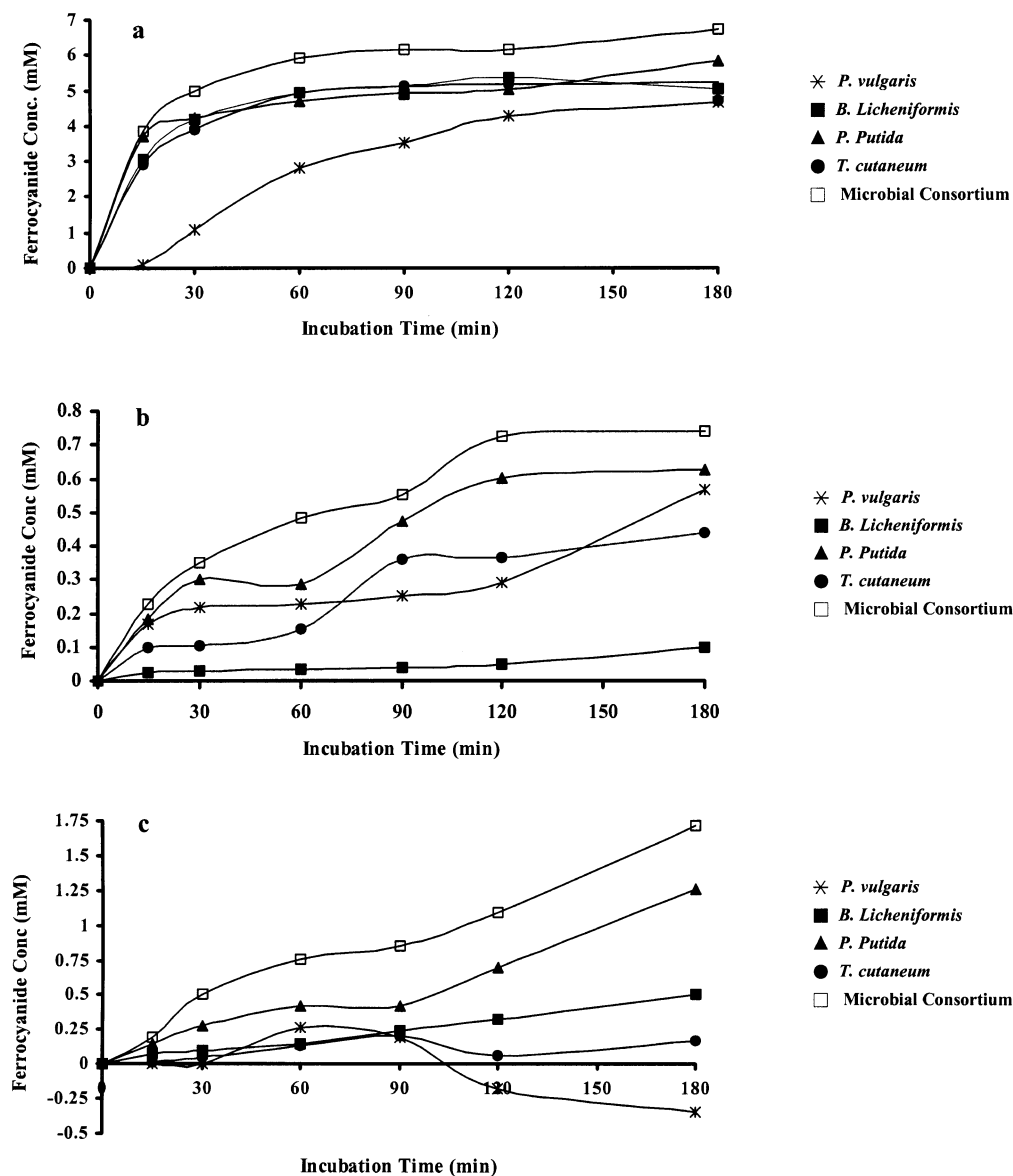 a
Ferrocyanide Conc. (mM)
7
6
5
4
3
2
1
0
0 30 60 90 120 150 180
Incubation Time (min)
P. vulgaris
B. Licheniformis
P. Putida
T. cutaneum
Microbial Consortium
b
Ferrocyanide Conc (mM)
0.8
0.7
0.6
0.5
0.4
0.3
0.2
0.1
0
0 30 60 90 120 150 180
Incubation Time (min)
P. vulgaris
B. Licheniformis
P. Putida
T. cutaneum
Microbial Consortium
c
Ferrocyanide Conc (mM)
1.75
1.5
1.25
1
0.75
0.5
0.25
0
-0.25
-0.5
0 30 60 90 120 150 180
Incubation Time (min)
P. vulgaris
B. Licheniformis
P. Putida
T. cutaneum
Microbial Consortium